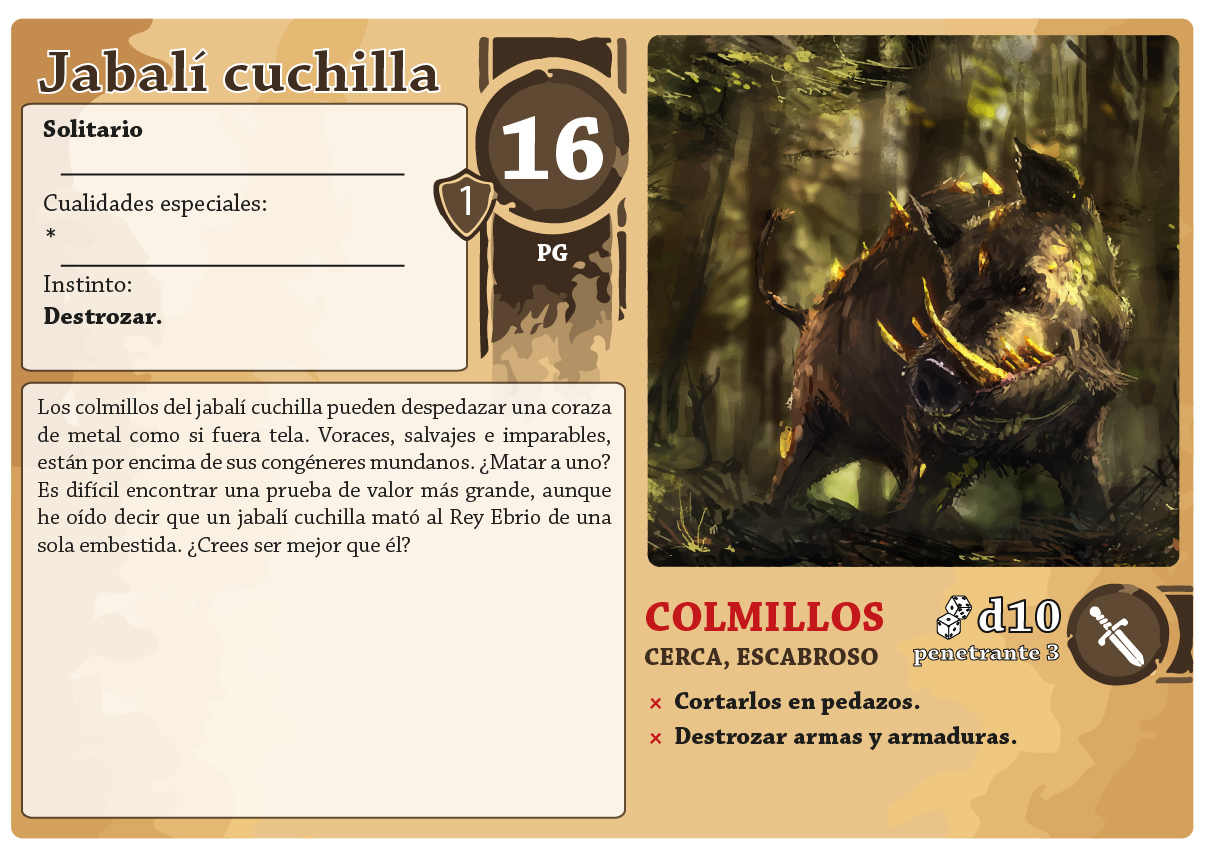 Jabalí cuchilla
Solitario
Cualidades especiales:
*
Instinto:
Destrozar.
16
1
PG
Los colmillos del jabalí cuchilla pueden despedazar una coraza
de metal como si fuera tela. Voraces, salvajes e imparables,
están por encima de sus congéneres mundanos. ¿Matar a uno?
Es difícil encontrar una prueba de valor más grande, aunque
he oído decir que un jabalí cuchilla mató al Rey Ebrio de una
sola embestida. ¿Crees ser mejor que él?
COLMILLOS
d10
CERCA, ESCABROSO
penetrante 3
× Cortarlos en pedazos.
× Destrozar armas y armaduras.